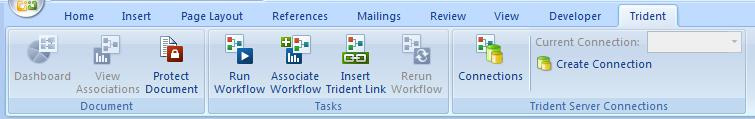 Home Insert Page Layout References Mailings Review View Developer Trident
Dashboard
View
Associations
Protect
Document
Document
Run
Workflow
Associate
Workflow
Insert
Trident Link
Rerun
Workflow
Tasks
Connections
Current Connection:
Create Connection
Trident Server Connections